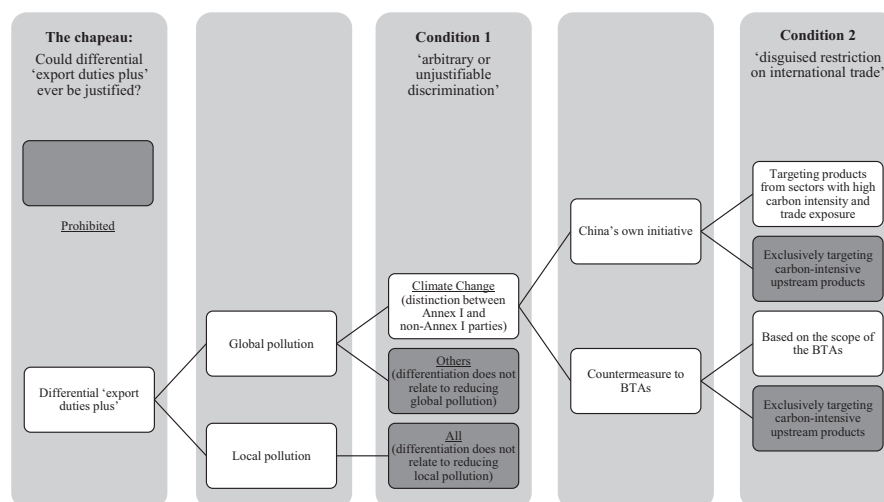 The chapeau:
Could differential
‘export duties plus’
ever be justified?
Prohibited
Differential ‘export
duties plus’
Global pollution
Local pollution
Condition 1
‘arbitrary or
unjustifiable
discrimination’
Climate Change
(distinction between
Annex I and
non-Annex I parties)
Others
(differentiation does not
relate to reducing
global pollution)
All
(differentiation does not
relate to reducing
local pollution)
China’s own initiative
Countermeasure to
BTAs
Condition 2
‘disguised restriction
on international trade’
Targeting products
from sectors with high
carbon intensity and
trade exposure
Exclusively targeting
carbon-intensive
upstream products
Based on the scope of
the BTAs
Exclusively targeting
carbon-intensive
upstream products